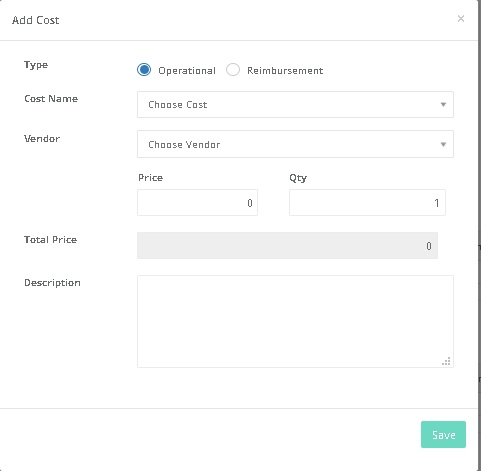 Add Cost ×
Type Operational Reimbursement
Cost Name Choose Cost
Vendor Choose Vendor
Price Qty
0 1
Total Price 0
Description
Save